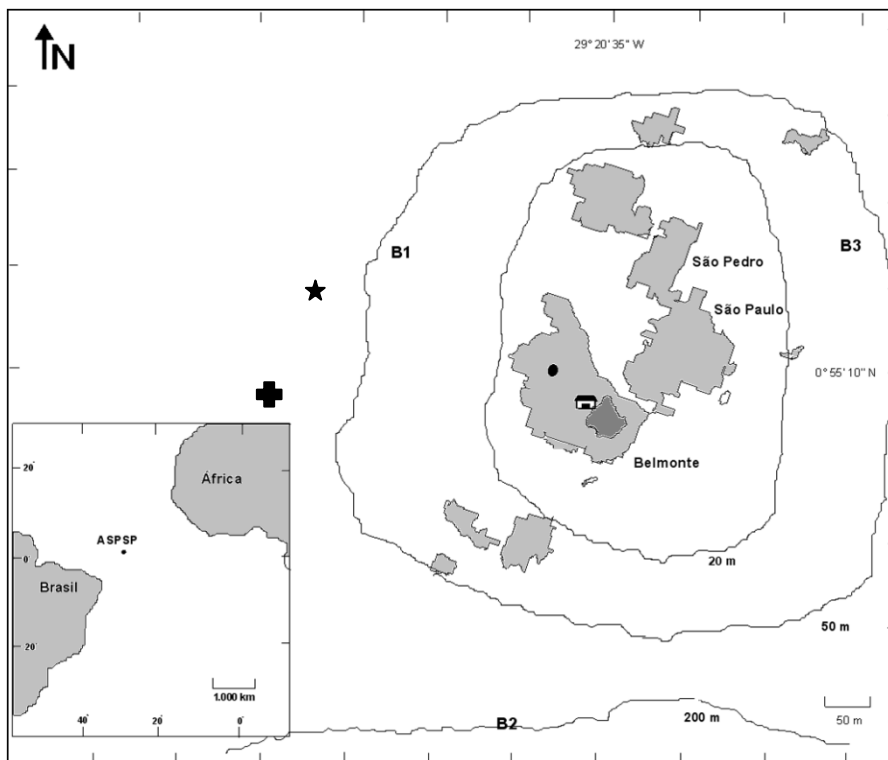 N
29° 20' 35'' W
B1
B3
São Pedro
São Paulo
0° 55' 10'' N
Belmonte
20 m
50 m
B2
200 m
50 m
20°
África
ASPSP
0°
Brasil
20°
1.000 km
40°
20°
0°